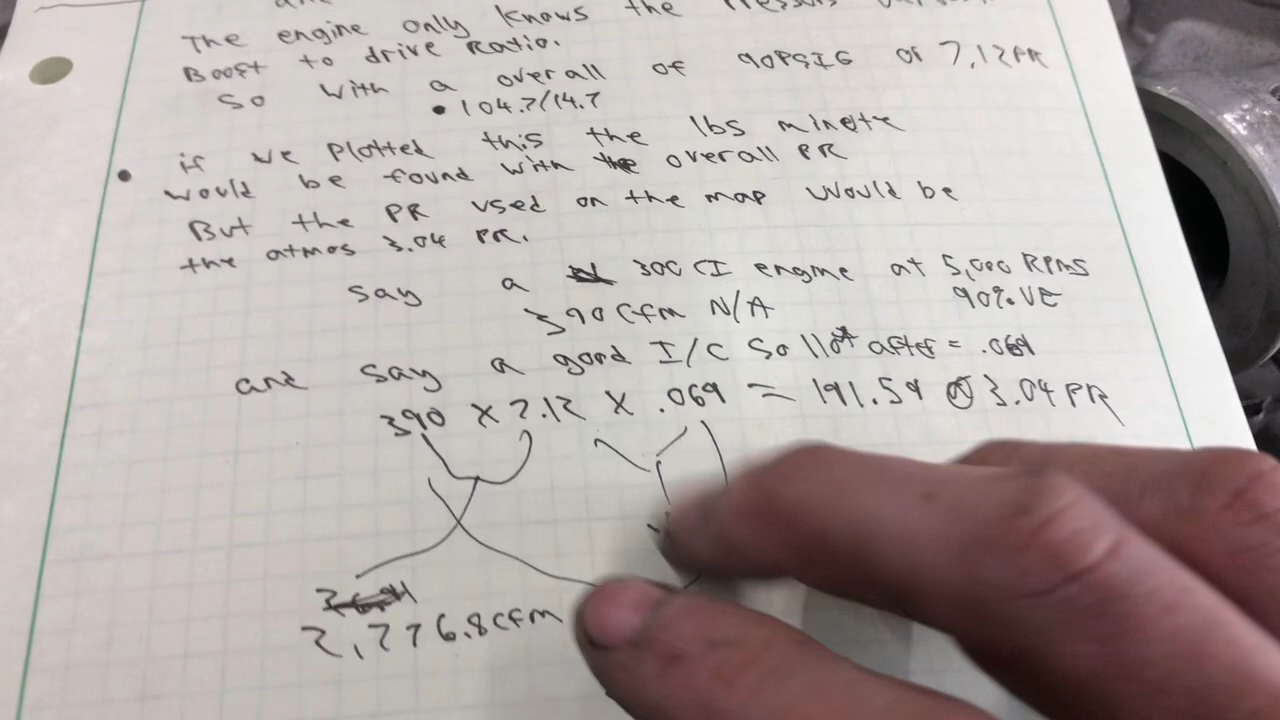 The engine only knows the
Boost to drive Ratio.
So with a overall of 90PSIG or 7.12PR
• 104.7/14.7
• if we plotted this the lbs minete
would be found with the overall PR
But the PR used on the map would be
the atmos 3.04 PR.
say a 300 CI engine at 5,000 RPMs
390 cfm N/A 90% VE
and say a good I/C so 110° after = .069
390 X 7.12 X .069 = 191.59 @ 3.04 PR
2,776.8 cfm